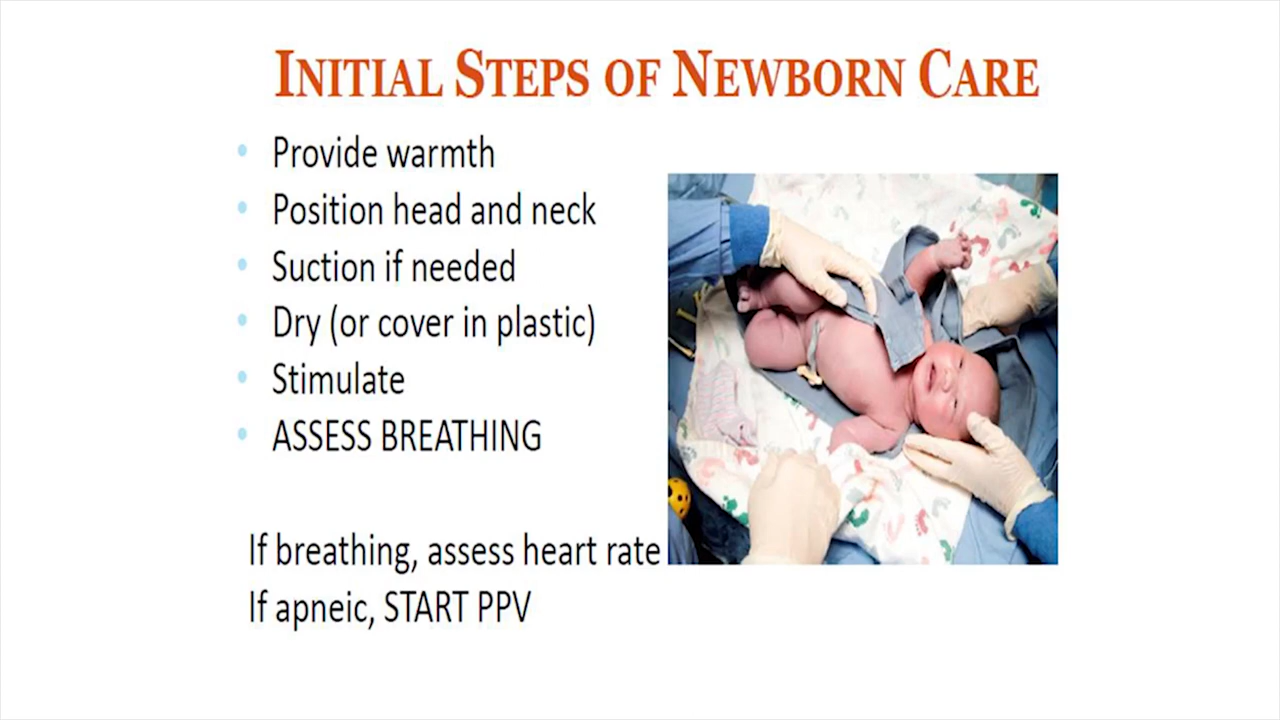 INITIAL STEPS OF NEWBORN CARE
• Provide warmth
• Position head and neck
• Suction if needed
• Dry (or cover in plastic)
• Stimulate
• ASSESS BREATHING
If breathing, assess heart rate
If apneic, START PPV